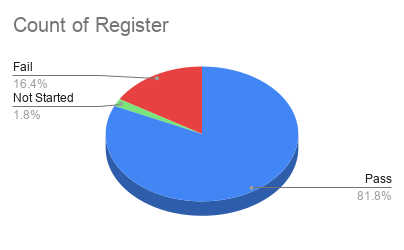 Count of Register
Fail
16.4%
Not Started
1.8%
Pass
81.8%